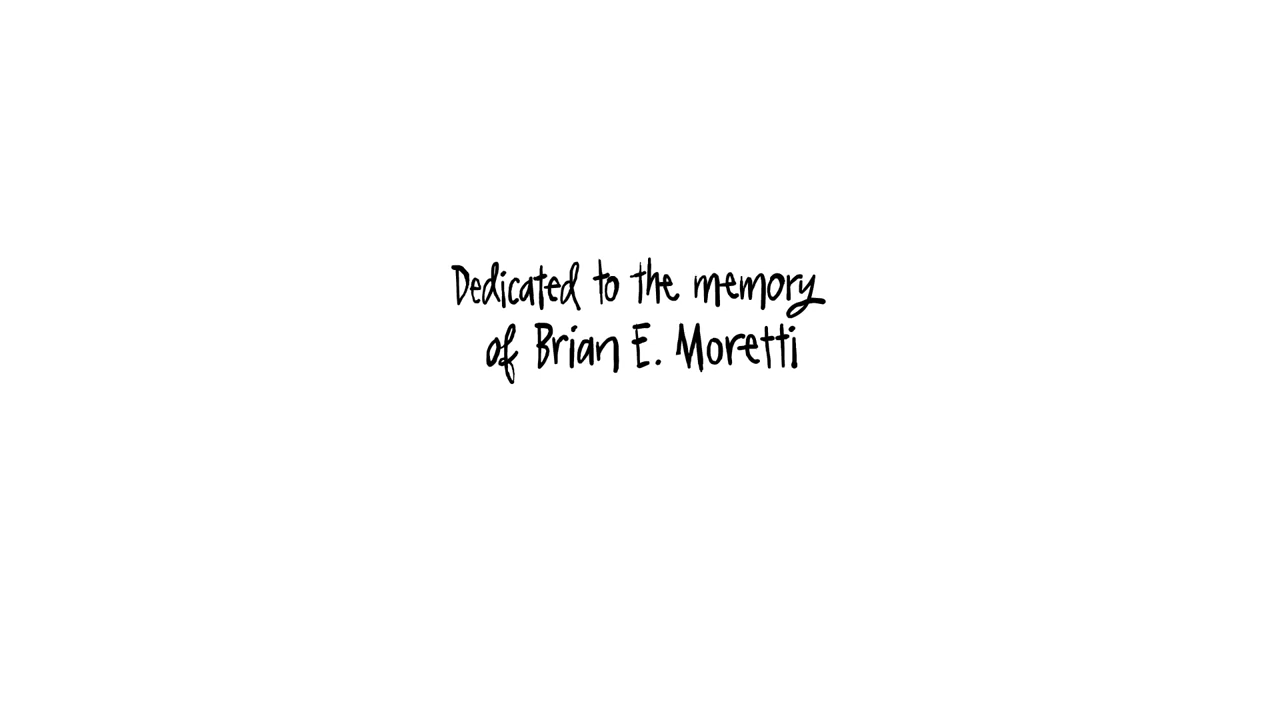 Dedicated to the memory
of Brian E. Moretti